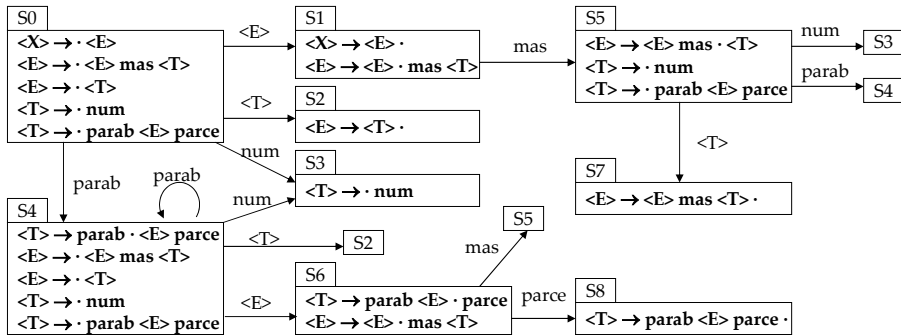 S0
<X> → · <E>
<E> → · <E> mas <T>
<E> → · <T>
<T> → · num
<T> → · parab <E> parce
<E>
S1
<X> → <E> ·
<E> → <E> · mas <T>
mas
S5
<E> → <E> mas · <T>
<T> → · num
<T> → · parab <E> parce
num
S3
parab
S4
<T>
S2
<E> → <T> ·
num
S3
<T> → · num
<T>
S7
<E> → <E> mas <T> ·
parab
parab
S4
<T> → parab · <E> parce
<E> → · <E> mas <T>
<E> → · <T>
<T> → · num
<T> → · parab <E> parce
num
<T>
S2
<E>
S6
<T> → parab <E> · parce
<E> → <E> · mas <T>
mas
S5
parce
S8
<T> → parab <E> parce ·